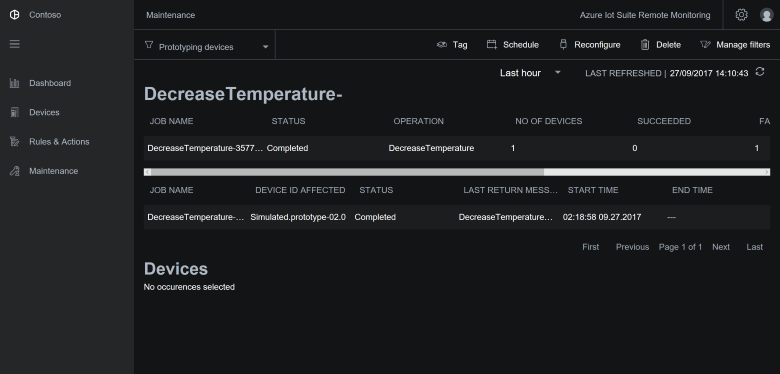 Contoso
Maintenance
Azure Iot Suite Remote Monitoring
Prototyping devices
Tag
Schedule
Reconfigure
Delete
Manage filters
Dashboard
Devices
Rules & Actions
Maintenance
Last hour
LAST REFRESHED | 27/09/2017 14:10:43
DecreaseTemperature-
JOB NAME STATUS OPERATION NO OF DEVICES SUCCEEDED FA
DecreaseTemperature-3577... Completed DecreaseTemperature 1 0 1
JOB NAME DEVICE ID AFFECTED STATUS LAST RETURN MESS... START TIME END TIME
DecreaseTemperature-... Simulated.prototype-02.0 Completed DecreaseTemperature... 02:18:58 09.27.2017 ---
First Previous Page 1 of 1 Next Last
Devices
No occurences selected